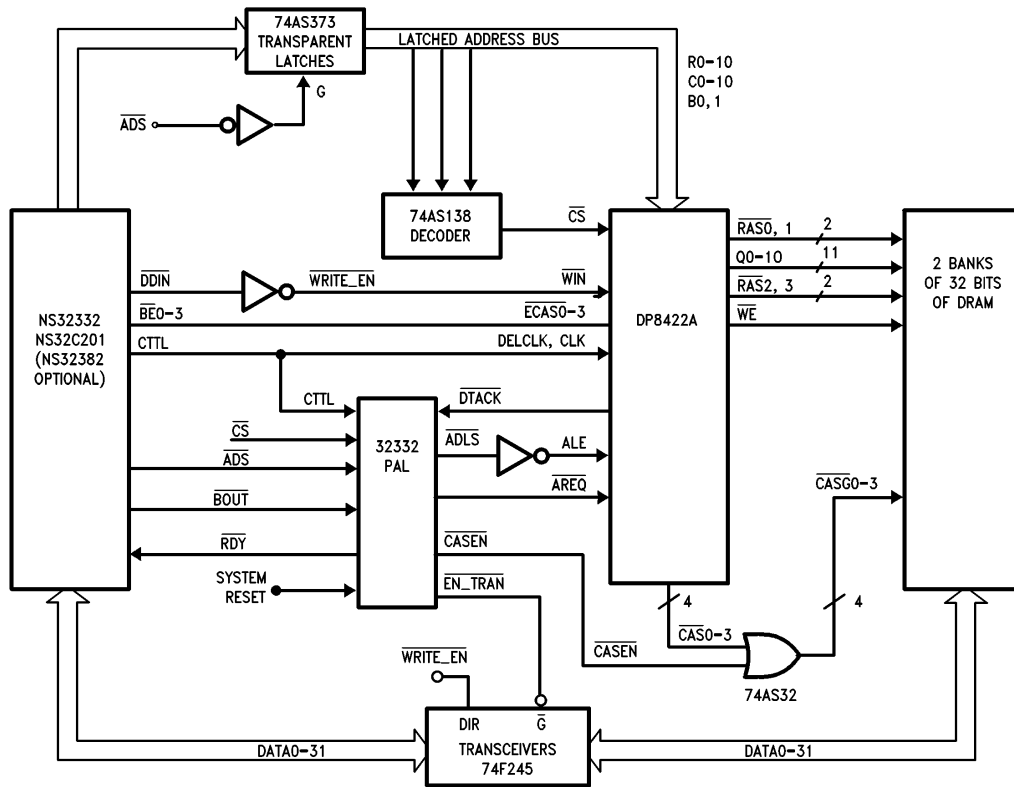 74AS373
TRANSPARENT
LATCHES
LATCHED ADDRESS BUS
R0-10
C0-10
B0, 1
G
ADS
74AS138
DECODER
CS
RAS0, 1
2
Q0-10
11
RAS2, 3
2
WE
2 BANKS
OF 32 BITS
OF DRAM
DDIN
WRITE_EN
WIN
BE0-3
ECAS0-3
DP8422A
NS32332
NS32C201
(NS32382
OPTIONAL)
CTTL
DELCLK, CLK
CTTL
DTACK
CS
32332
PAL
ADLS
ALE
ADS
AREQ
CASG0-3
BOUT
RDY
CASEN
SYSTEM
RESET
EN_TRAN
4
4
CAS0-3
WRITE_EN
CASEN
74AS32
DIR
G
TRANSCEIVERS
74F245
DATA0-31
DATA0-31